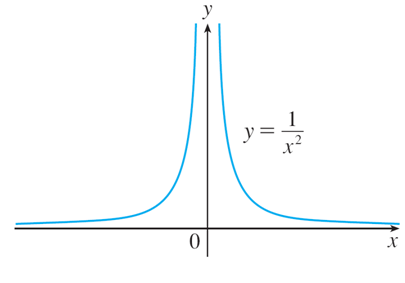 y
y = 1/x²
0
x